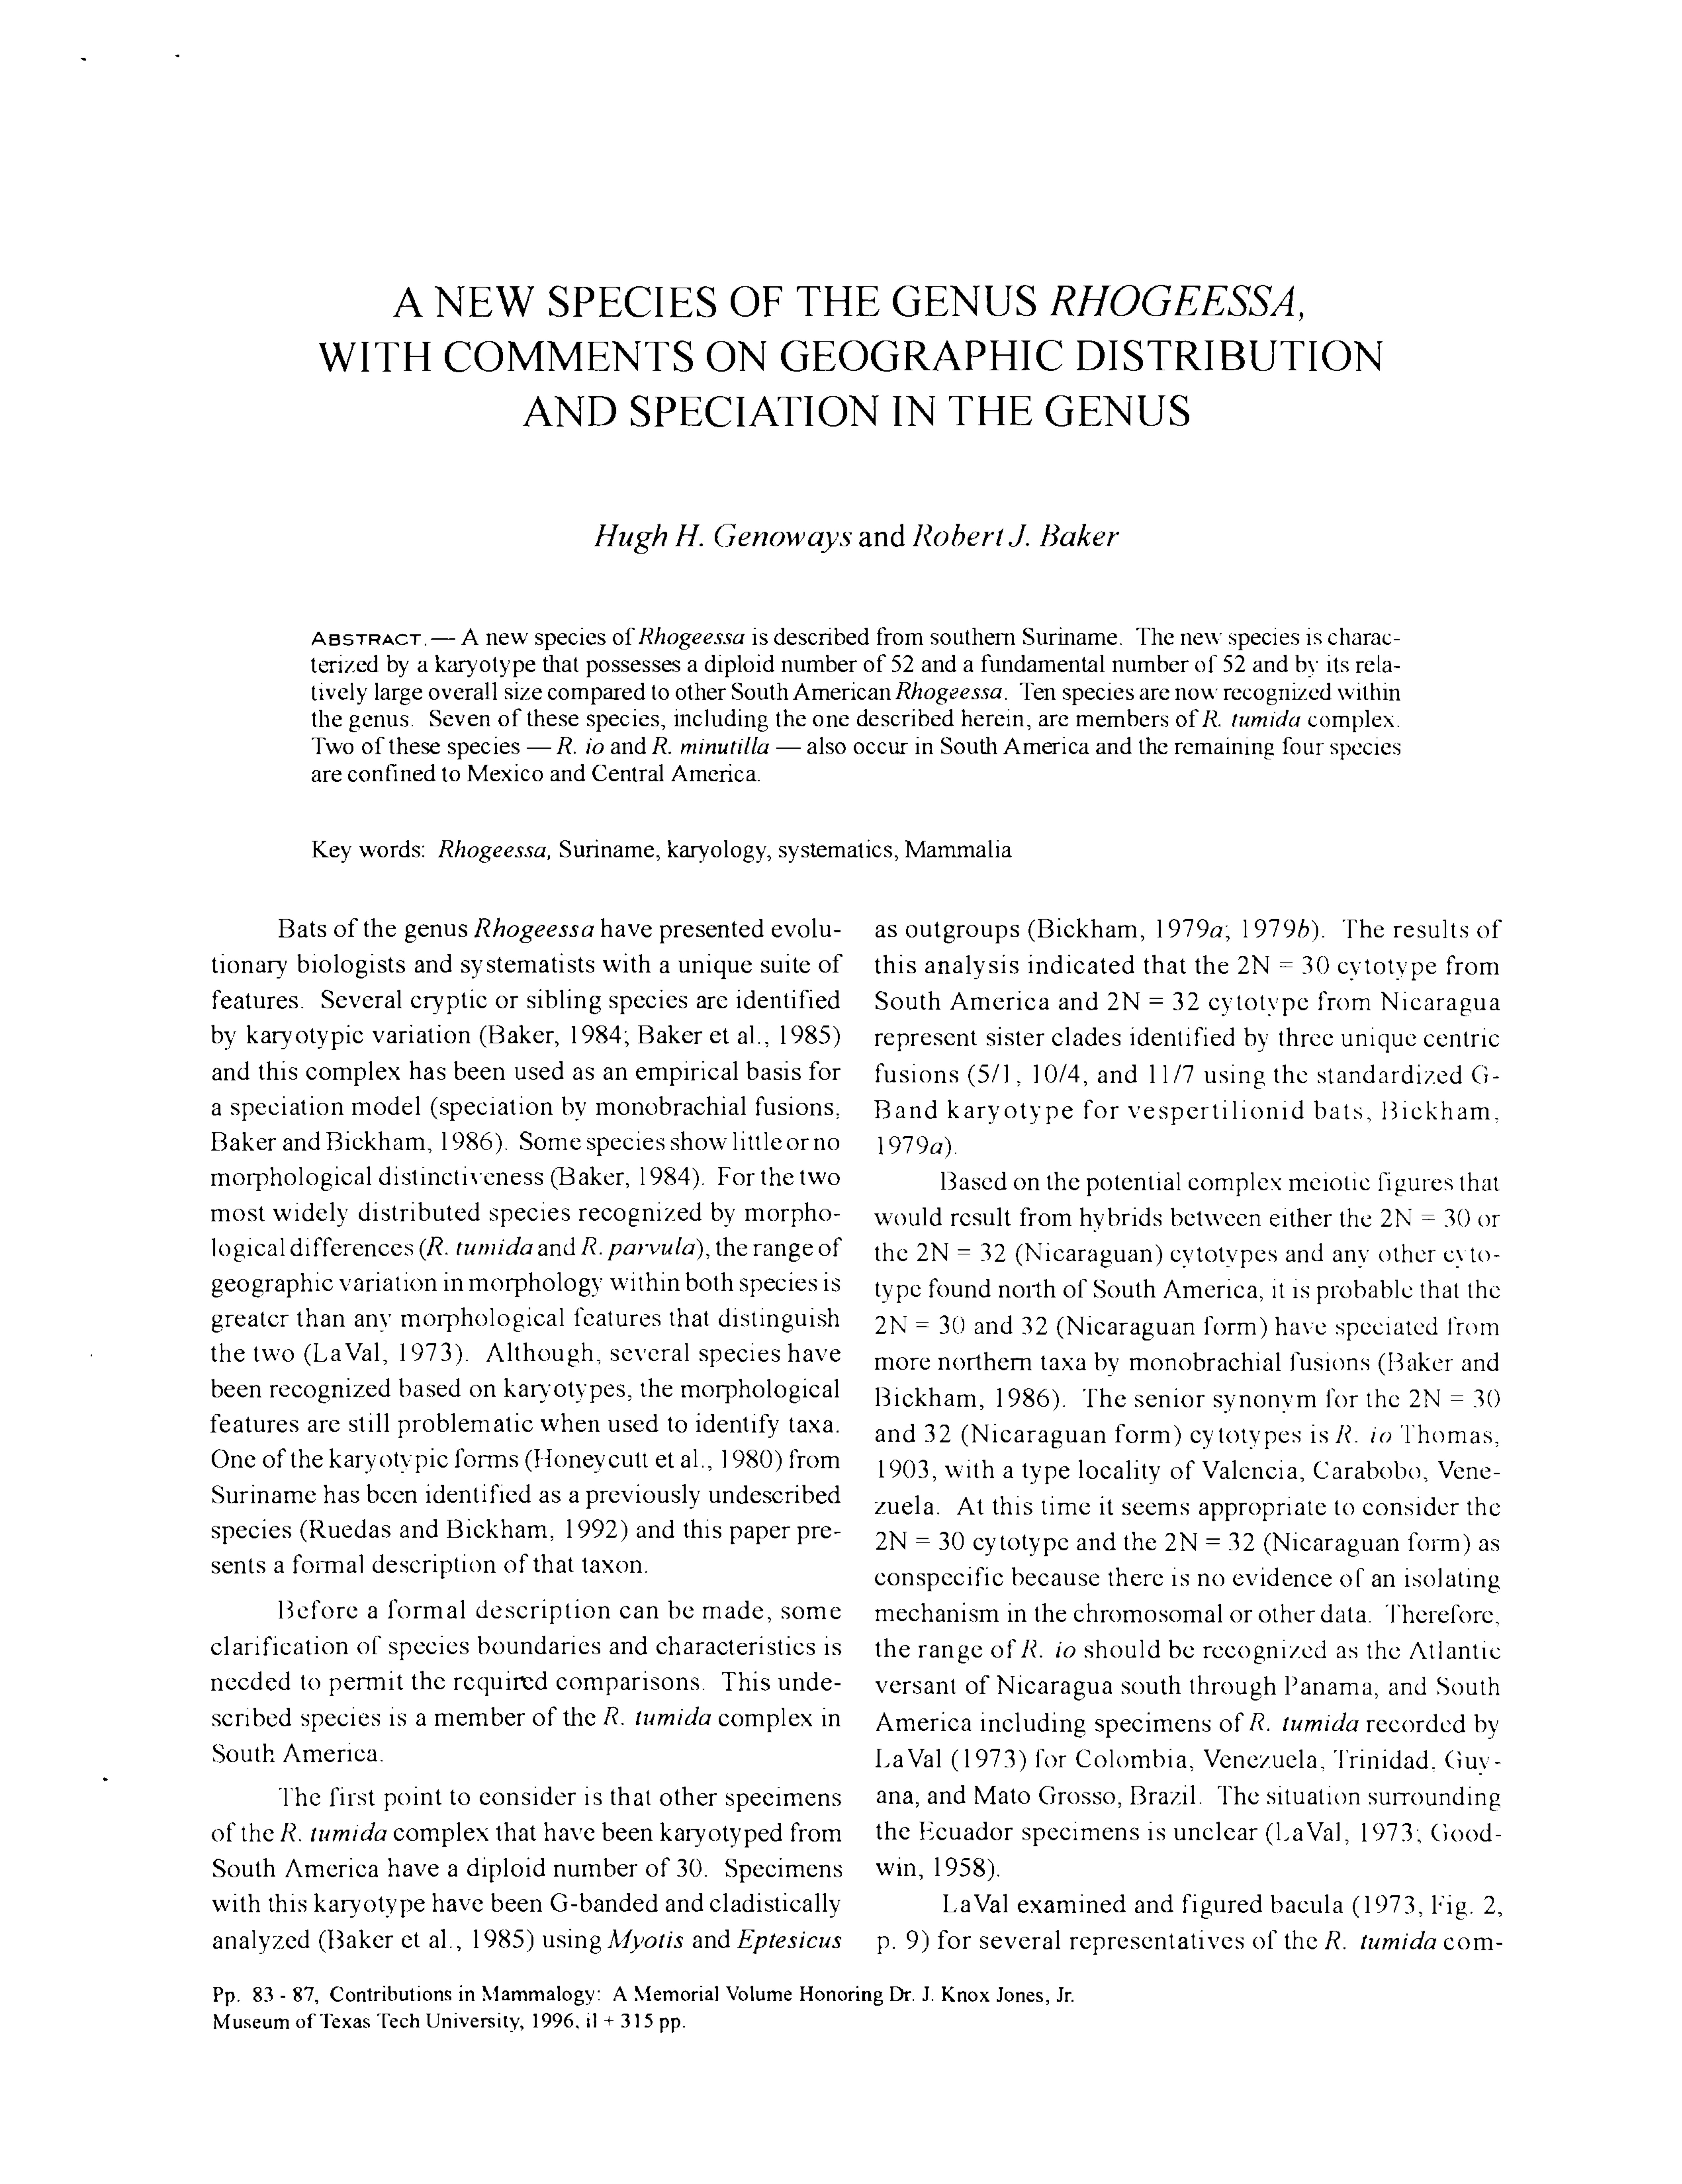 A NEW SPECIES OF THE GENUS RHOGEESSA,
WITH COMMENTS ON GEOGRAPHIC DISTRIBUTION
AND SPECIATION IN THE GENUS
Hugh H. Genoways and Robert J. Baker
ABSTRACT.— A new species of Rhogeessa is described from southern Suriname. The new species is charac-
terized by a karyotype that possesses a diploid number of 52 and a fundamental number of 52 and by its rela-
tively large overall size compared to other South American Rhogeessa. Ten species are now recognized within
the genus. Seven of these species, including the one described herein, are members of R. tumida complex.
Two of these species — R. io and R. minutilla — also occur in South America and the remaining four species
are confined to Mexico and Central America.
Key words: Rhogeessa, Suriname, karyology, systematics, Mammalia
Bats of the genus Rhogeessa have presented evolu-
tionary biologists and systematists with a unique suite of
features. Several cryptic or sibling species are identified
by karyotypic variation (Baker, 1984; Baker et al., 1985)
and this complex has been used as an empirical basis for
a speciation model (speciation by monobrachial fusions,
Baker and Bickham, 1986). Some species show little or no
morphological distinctiveness (Baker, 1984). For the two
most widely distributed species recognized by morpho-
logical differences (R. tumida and R. parvula), the range of
geographic variation in morphology within both species is
greater than any morphological features that distinguish
the two (LaVal, 1973). Although, several species have
been recognized based on karyotypes, the morphological
features are still problematic when used to identify taxa.
One of the karyotypic forms (Honeycutt et al., 1980) from
Suriname has been identified as a previously undescribed
species (Ruedas and Bickham, 1992) and this paper pre-
sents a formal description of that taxon.
Before a formal description can be made, some
clarification of species boundaries and characteristics is
needed to permit the required comparisons. This unde-
scribed species is a member of the R. tumida complex in
South America.
The first point to consider is that other specimens
of the R. tumida complex that have been karyotyped from
South America have a diploid number of 30. Specimens
with this karyotype have been G-banded and cladistically
analyzed (Baker et al., 1985) using Myotis and Eptesicus
as outgroups (Bickham, 1979a; 1979b). The results of
this analysis indicated that the 2N = 30 cytotype from
South America and 2N = 32 cytotype from Nicaragua
represent sister clades identified by three unique centric
fusions (5/1, 10/4, and 11/7 using the standardized G-
Band karyotype for vespertilionid bats, Bickham,
1979a).
Based on the potential complex meiotic figures that
would result from hybrids between either the 2N = 30 or
the 2N = 32 (Nicaraguan) cytotypes and any other cyto-
type found north of South America, it is probable that the
2N = 30 and 32 (Nicaraguan form) have speciated from
more northern taxa by monobrachial fusions (Baker and
Bickham, 1986). The senior synonym for the 2N = 30
and 32 (Nicaraguan form) cytotypes is R. io Thomas,
1903, with a type locality of Valencia, Carabobo, Vene-
zuela. At this time it seems appropriate to consider the
2N = 30 cytotype and the 2N = 32 (Nicaraguan form) as
conspecific because there is no evidence of an isolating
mechanism in the chromosomal or other data. Therefore,
the range of R. io should be recognized as the Atlantic
versant of Nicaragua south through Panama, and South
America including specimens of R. tumida recorded by
LaVal (1973) for Colombia, Venezuela, Trinidad, Guy-
ana, and Mato Grosso, Brazil. The situation surrounding
the Ecuador specimens is unclear (LaVal, 1973; Good-
win, 1958).
LaVal examined and figured bacula (1973, Fig. 2,
p. 9) for several representatives of the R. tumida com-
Pp. 83 - 87, Contributions in Mammalogy: A Memorial Volume Honoring Dr. J. Knox Jones, Jr.
Museum of Texas Tech University, 1996, il + 315 pp.